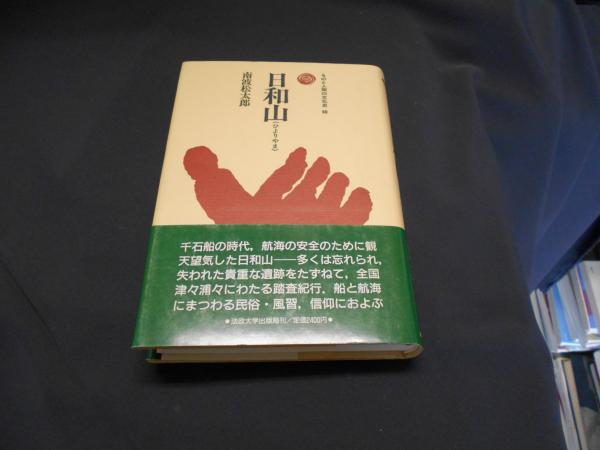 ものと人間の文化史 60
日和山(ひよりやま)
南波松太郎
千石船の時代，航海の安全のために観
天望気した日和山──多くは忘れられ，
失われた貴重な遺跡をたずねて，全国
津々浦々にわたる踏査紀行．船と航海
にまつわる民俗・風習，信仰におよぶ
●法政大学出版局刊／定価2400円●